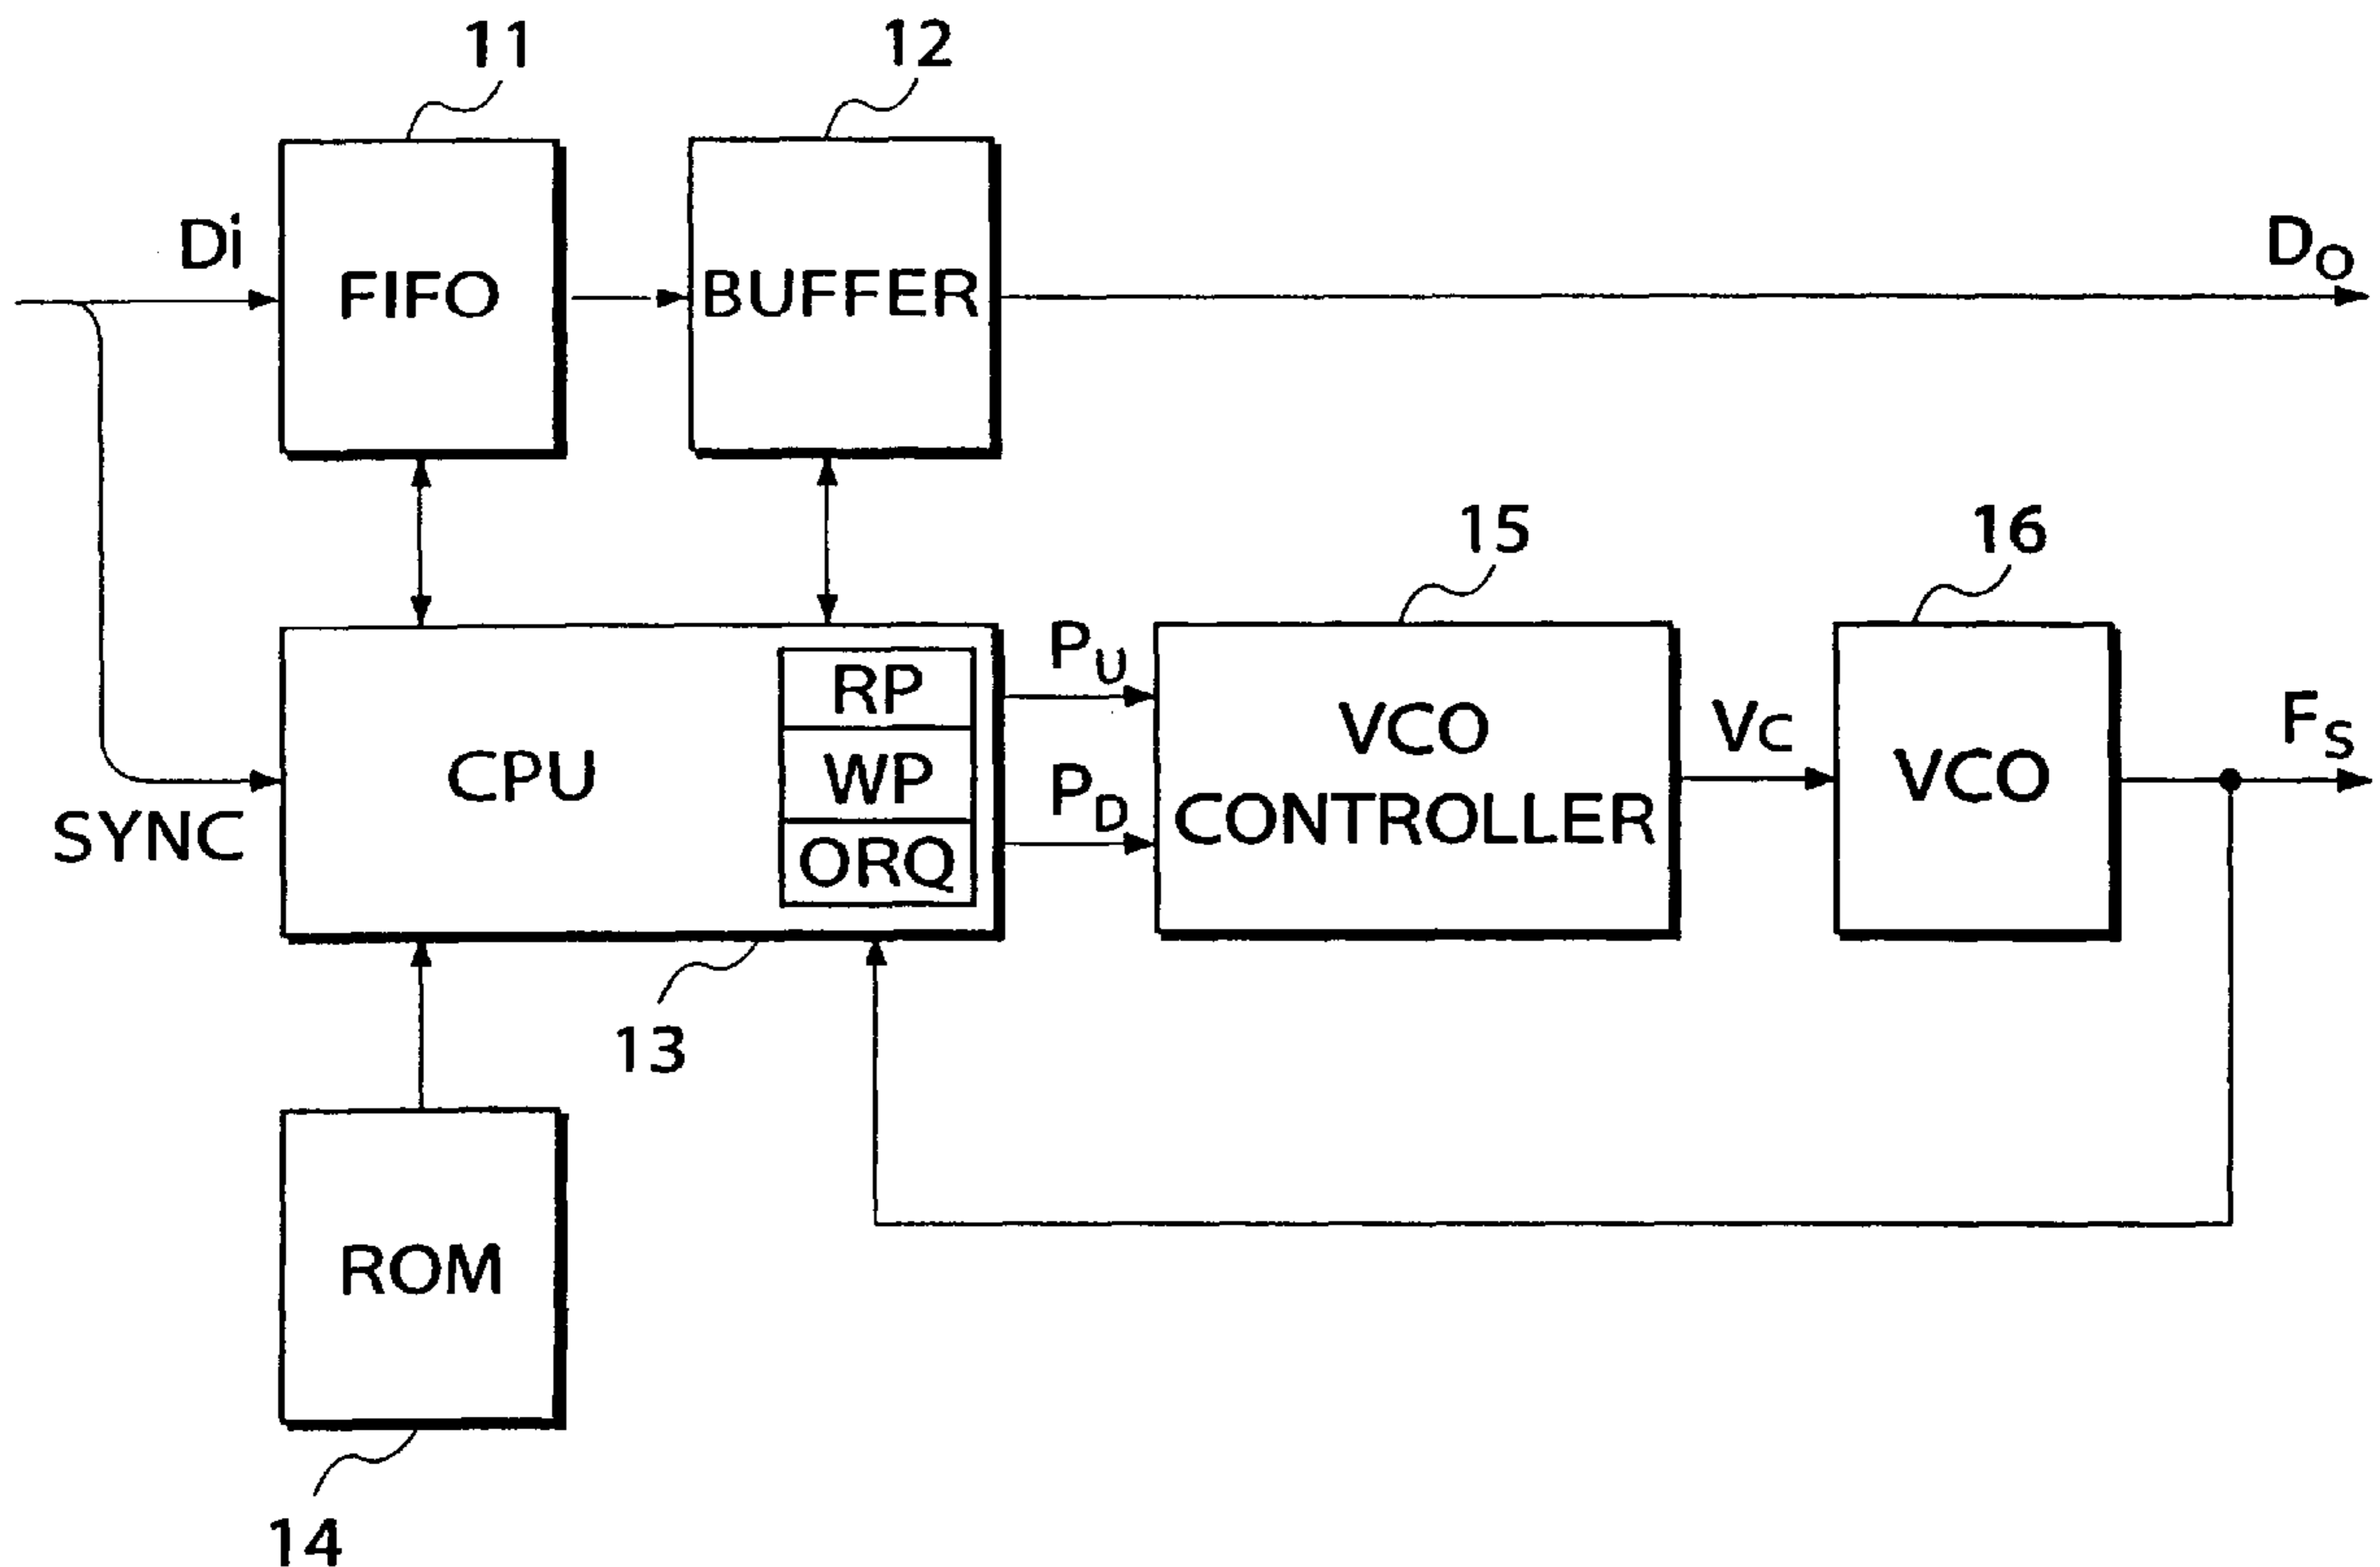 11
12
Di
FIFO
BUFFER
DO
15
16
SYNC
CPU
RP
WP
ORQ
PU
PD
VCO
CONTROLLER
VC
VCO
FS
13
ROM
14